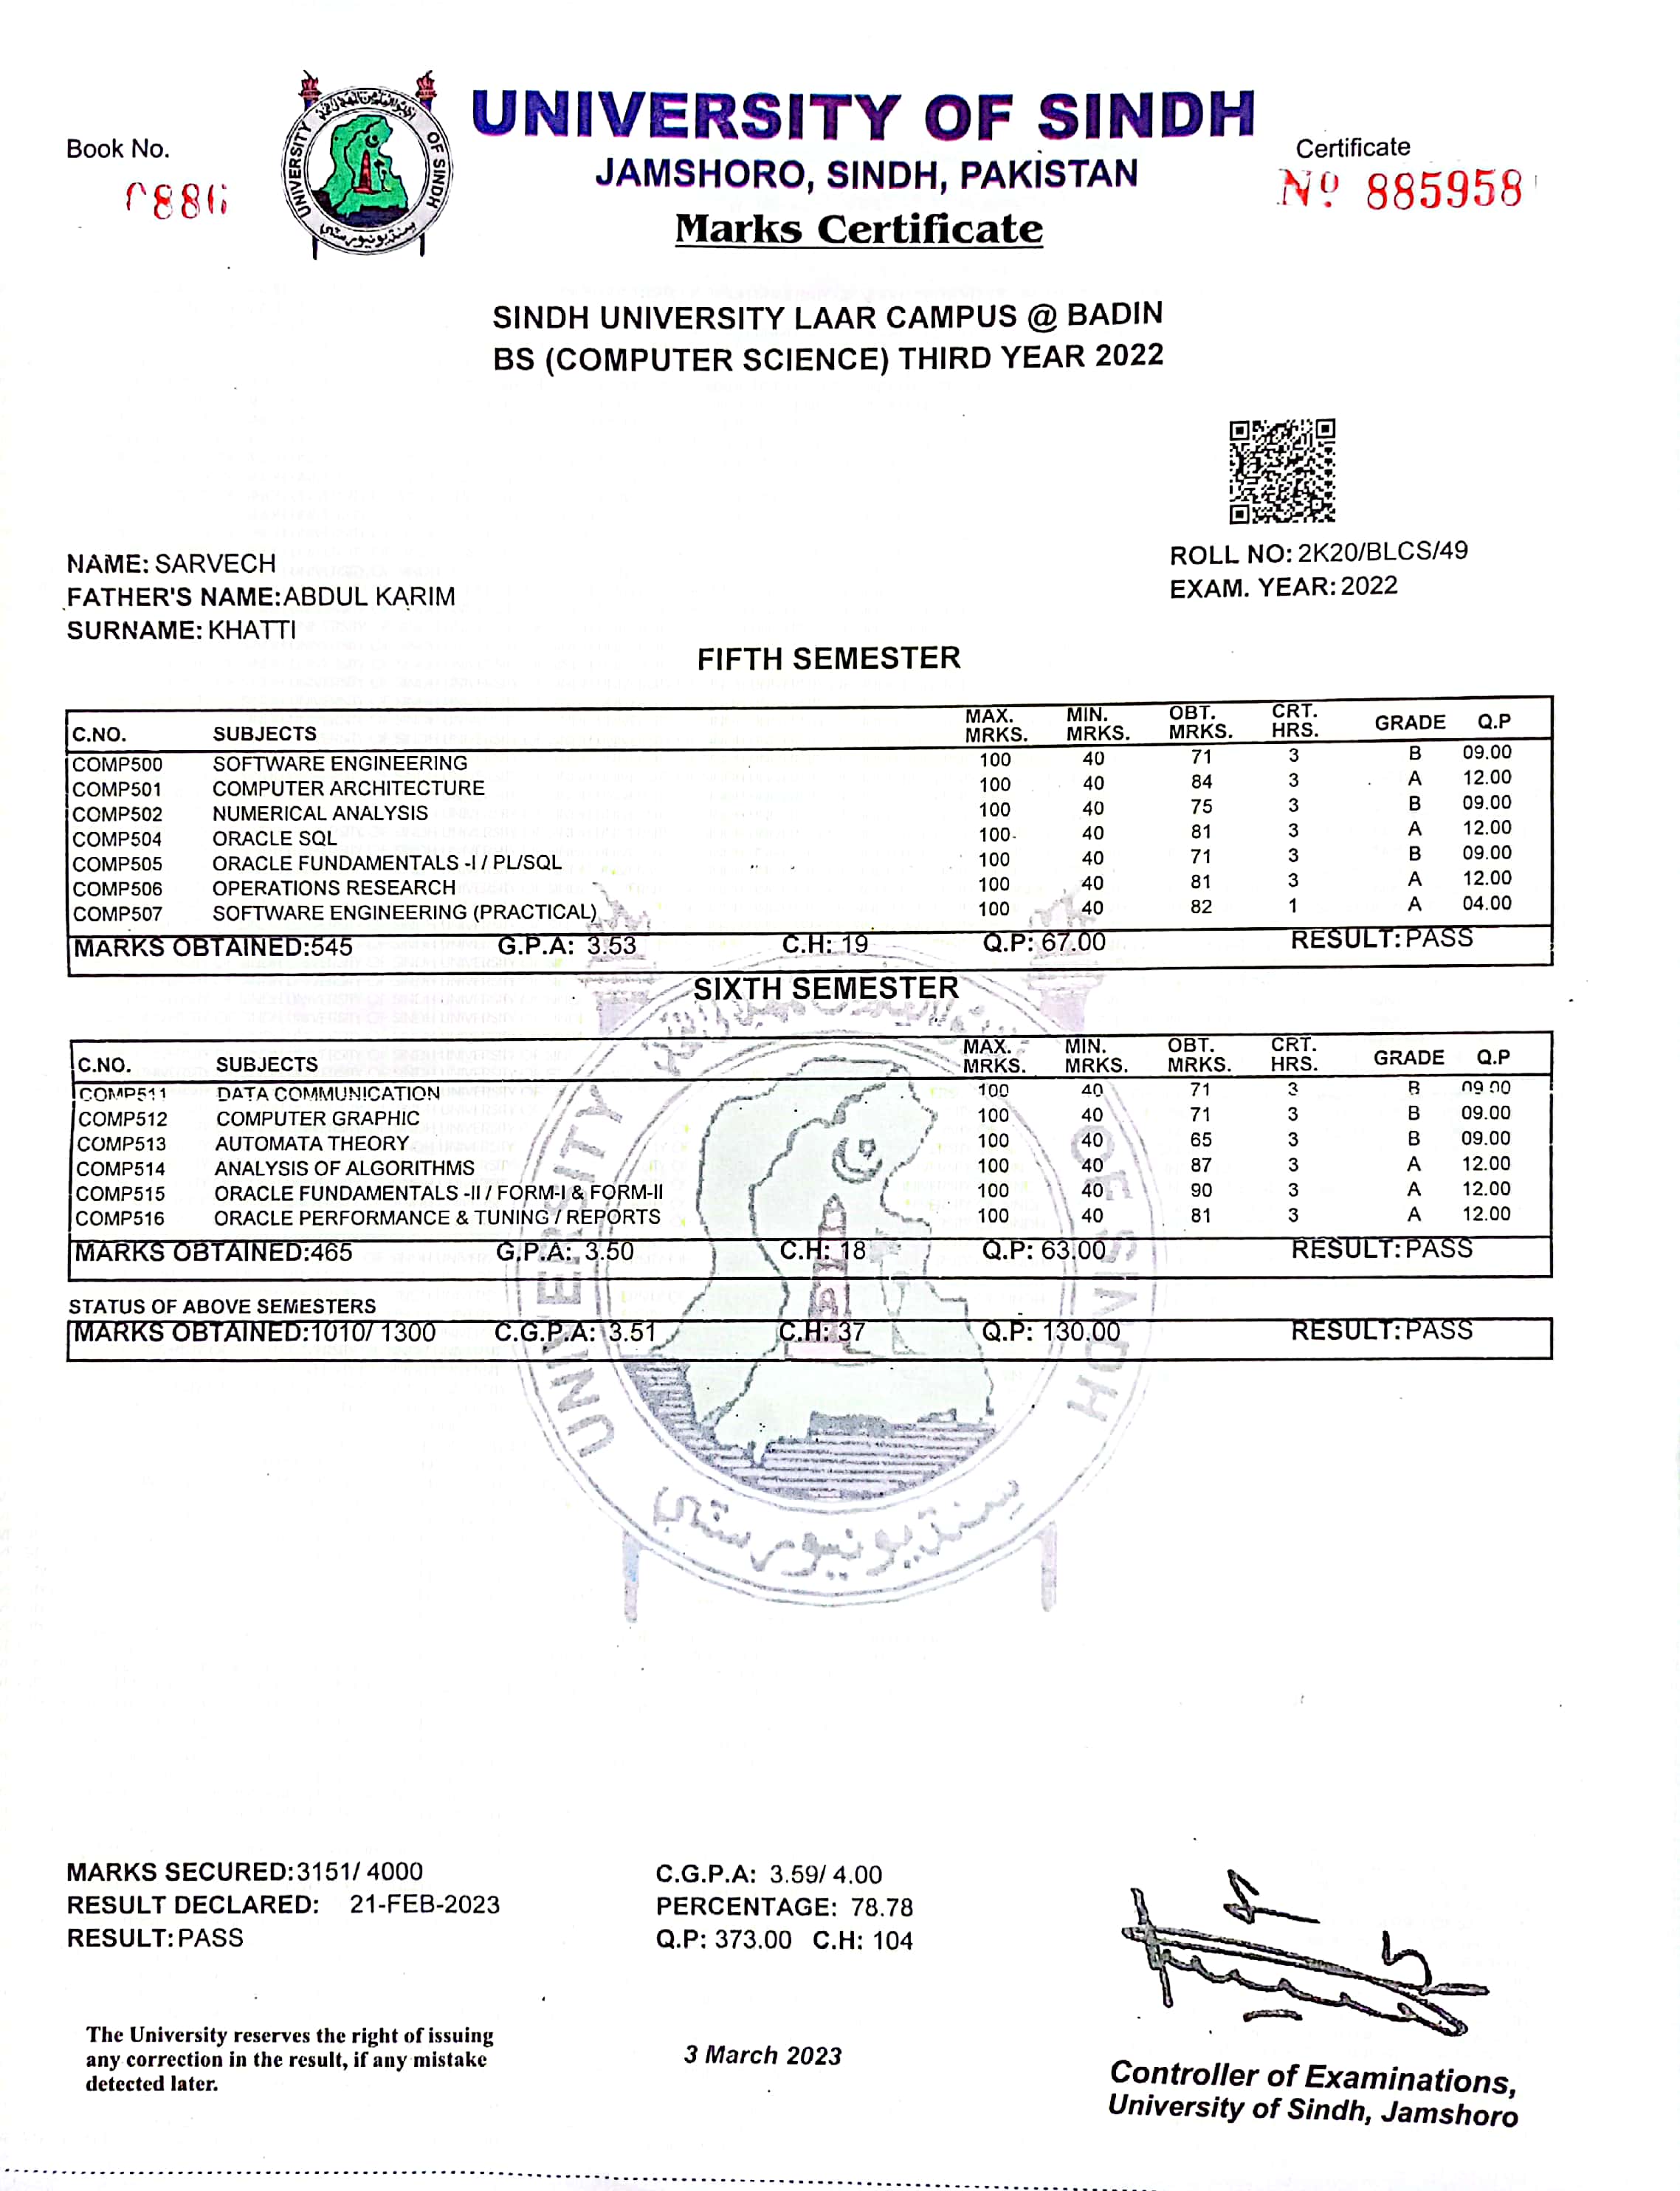 UNIVERSITY OF SINDH
JAMSHORO, SINDH, PAKISTAN
Marks Certificate
Book No.
0886
UNIVERSITY OF SINDH
Certificate
Nº 885958
SINDH UNIVERSITY LAAR CAMPUS @ BADIN
BS (COMPUTER SCIENCE) THIRD YEAR 2022
NAME: SARVECH
FATHER'S NAME: ABDUL KARIM
SURNAME: KHATTI
ROLL NO: 2K20/BLCS/49
EXAM. YEAR: 2022
FIFTH SEMESTER
C.NO. SUBJECTS MAX. MRKS. MIN. MRKS. OBT. MRKS. CRT. HRS. GRADE Q.P
COMP500 SOFTWARE ENGINEERING 100 40 71 3 B 09.00
COMP501 COMPUTER ARCHITECTURE 100 40 84 3 A 12.00
COMP502 NUMERICAL ANALYSIS 100 40 75 3 B 09.00
COMP504 ORACLE SQL 100 40 81 3 A 12.00
COMP505 ORACLE FUNDAMENTALS -I / PL/SQL 100 40 71 3 B 09.00
COMP506 OPERATIONS RESEARCH 100 40 81 3 A 12.00
COMP507 SOFTWARE ENGINEERING (PRACTICAL) 100 40 82 1 A 04.00
MARKS OBTAINED:545 G.P.A: 3.53 C.H: 19 Q.P: 67.00 RESULT: PASS
SIXTH SEMESTER
C.NO. SUBJECTS MAX. MRKS. MIN. MRKS. OBT. MRKS. CRT. HRS. GRADE Q.P
COMP511 DATA COMMUNICATION 100 40 71 3 B 09.00
COMP512 COMPUTER GRAPHIC 100 40 71 3 B 09.00
COMP513 AUTOMATA THEORY 100 40 65 3 B 09.00
COMP514 ANALYSIS OF ALGORITHMS 100 40 87 3 A 12.00
COMP515 ORACLE FUNDAMENTALS -II / FORM-I & FORM-II 100 40 90 3 A 12.00
COMP516 ORACLE PERFORMANCE & TUNING / REPORTS 100 40 81 3 A 12.00
MARKS OBTAINED:465 G.P.A: 3.50 C.H: 18 Q.P: 63.00 RESULT: PASS
STATUS OF ABOVE SEMESTERS
MARKS OBTAINED:1010/ 1300 C.G.P.A: 3.51 C.H: 37 Q.P: 130.00 RESULT: PASS
UNIVERSITY OF SINDH
سنڌ يونيورسٽي
MARKS SECURED:3151/ 4000
RESULT DECLARED: 21-FEB-2023
RESULT: PASS
C.G.P.A: 3.59/ 4.00
PERCENTAGE: 78.78
Q.P: 373.00 C.H: 104
The University reserves the right of issuing
any correction in the result, if any mistake
detected later.
3 March 2023
Controller of Examinations,
University of Sindh, Jamshoro